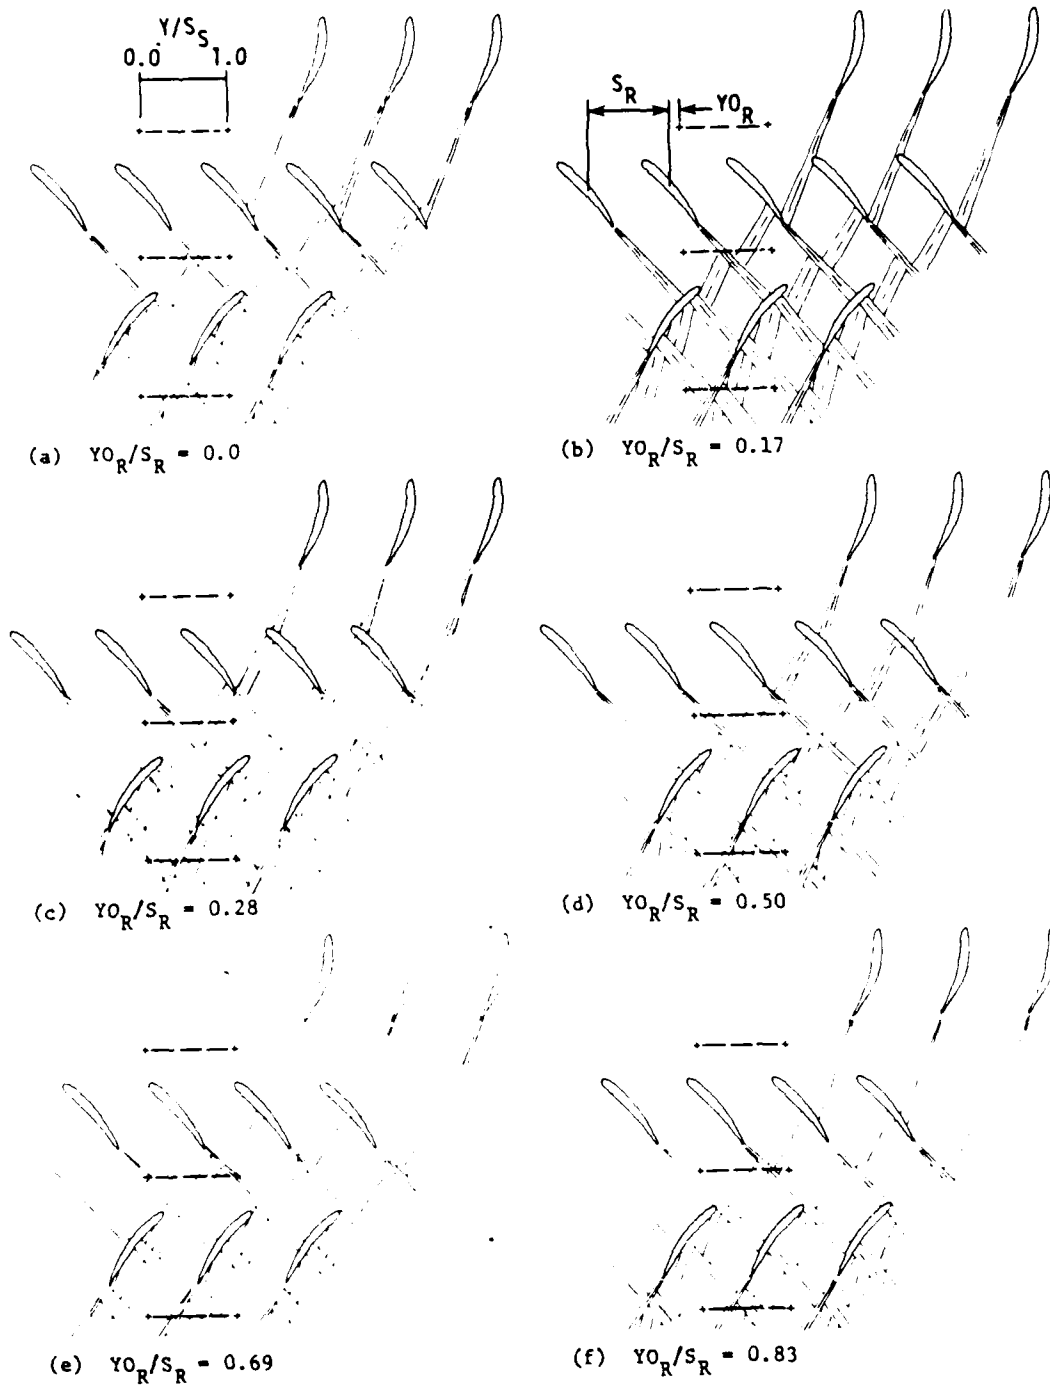 Y/S_S
0.0 1.0
S_R YO_R
(a) YO_R/S_R = 0.0
(b) YO_R/S_R = 0.17
(c) YO_R/S_R = 0.28
(d) YO_R/S_R = 0.50
(e) YO_R/S_R = 0.69
(f) YO_R/S_R = 0.83